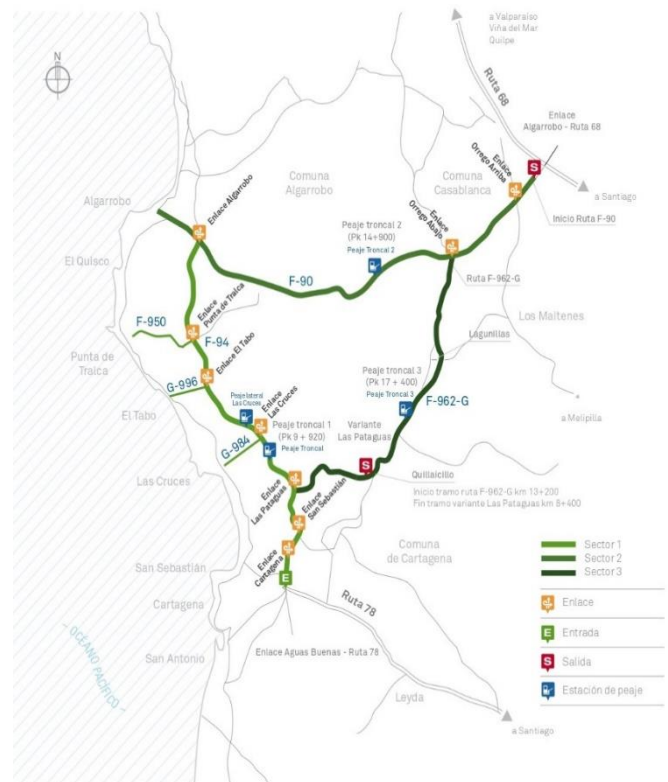 a Valparaíso
Viña del Mar
Quilpe
N
Ruta 68
Enlace
Algarrobo - Ruta 68
Enlace
Orrego Arriba
S
a Santiago
Inicio Ruta F-90
Comuna
Algarrobo
Comuna
Casablanca
Algarrobo
Enlace Algarrobo
Peaje troncal 2
(Pk 14+900)
Peaje Troncal 2
Enlace
Orrego Abajo
El Quisco
F-90
Ruta F-962-G
F-950
Enlace
Punta de Tralca
F-94
Los Maitenes
Lagunillas
Punta de
Tralca
Enlace El Tabo
G-996
Peaje troncal 3
(Pk 17 + 400)
Peaje Troncal 3
F-962-G
El Tabo
Peaje lateral
Las Cruces
Enlace
Las Cruces
Peaje troncal 1
(Pk 9 + 920)
Peaje Troncal
a Melipilla
G-984
Variante
Las Pataguas
S
Las Cruces
Enlace
Las Pataguas
Quillaicillo
Inicio tramo ruta F-962-G km 13+200
Fin tramo variante Las Pataguas km 8+400
Enlace
San Sebastián
Enlace
Cartagena
Comuna
de Cartagena
San Sebastián
E
Cartagena
Ruta 78
San Antonio
Enlace Aguas Buenas - Ruta 78
OCÉANO PACÍFICO
Leyda
a Santiago
Sector 1
Sector 2
Sector 3
Enlace
E
Entrada
S
Salida
Estación de peaje